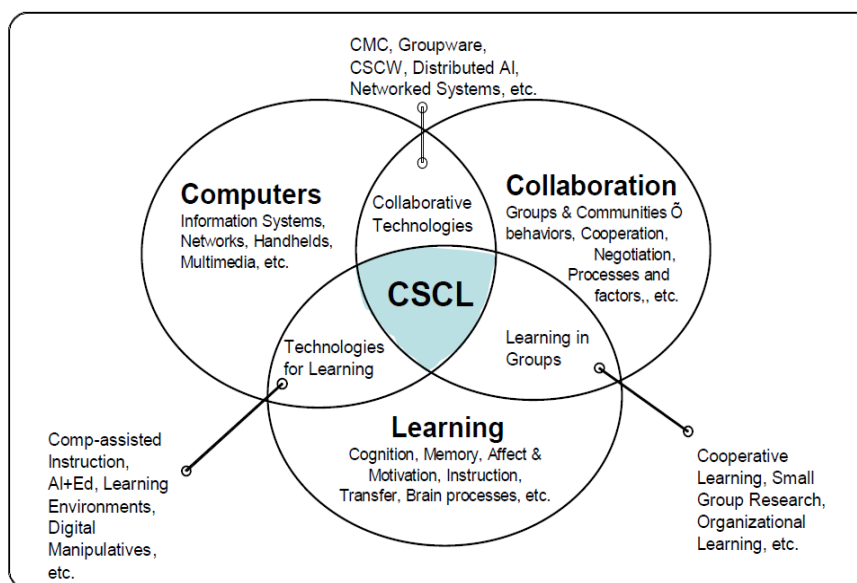 CMC, Groupware,
CSCW, Distributed AI,
Networked Systems, etc.
Computers
Information Systems,
Networks, Handhelds,
Multimedia, etc.
Collaborative
Technologies
Collaboration
Groups & Communities Õ
behaviors, Cooperation,
Negotiation,
Processes and
factors,, etc.
CSCL
Technologies
for Learning
Learning in
Groups
Learning
Cognition, Memory, Affect &
Motivation, Instruction,
Transfer, Brain processes, etc.
Comp-assisted
Instruction,
AI+Ed, Learning
Environments,
Digital
Manipulatives,
etc.
Cooperative
Learning, Small
Group Research,
Organizational
Learning, etc.